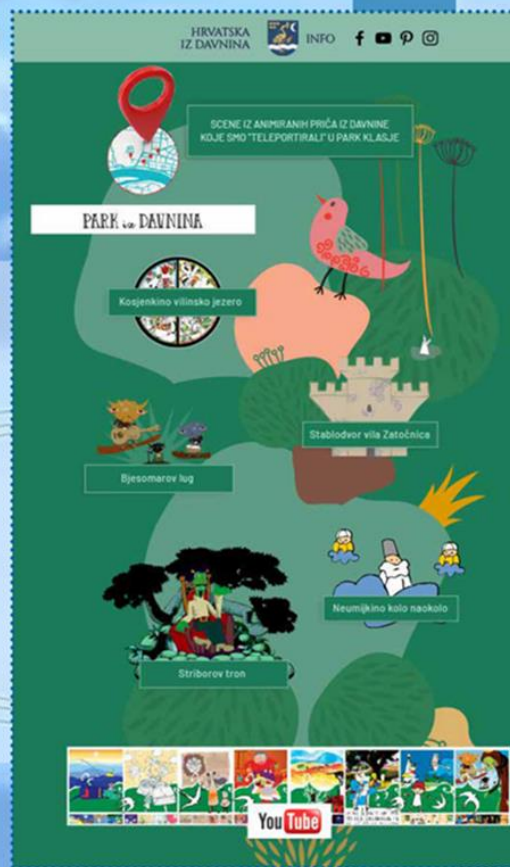 HRVATSKA
IZ DAVNINA
INFO
SCENE IZ ANIMIRANIH PRIČA IZ DAVNINE
KOJE SMO "TELEPORTIRALI" U PARK KLASJE
PARK iz DAVNINA
Kosjenkino vilinsko jezero
Stablodvor vila Zatočnica
Bjesomarov lug
Neumijkino kolo naokolo
Striborov tron
YouTube